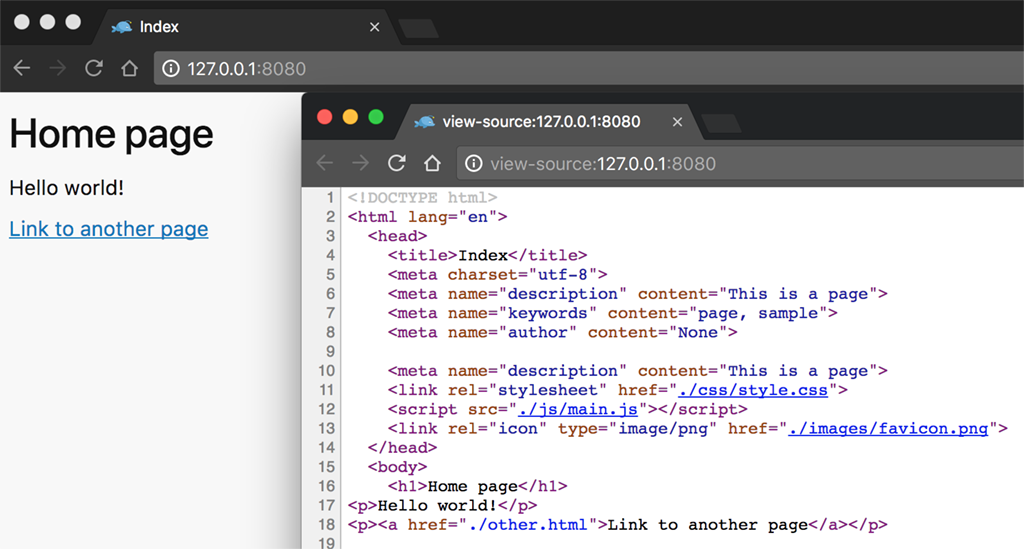 Index
127.0.0.1:8080
Home page
Hello world!
Link to another page
view-source:127.0.0.1:8080
view-source:127.0.0.1:8080
1 <!DOCTYPE html>
2 <html lang="en">
3   <head>
4     <title>Index</title>
5     <meta charset="utf-8">
6     <meta name="description" content="This is a page">
7     <meta name="keywords" content="page, sample">
8     <meta name="author" content="None">
9
10     <meta name="description" content="This is a page">
11     <link rel="stylesheet" href="./css/style.css">
12     <script src="./js/main.js"></script>
13     <link rel="icon" type="image/png" href="./images/favicon.png">
14   </head>
15   <body>
16     <h1>Home page</h1>
17 <p>Hello world!</p>
18 <p><a href="./other.html">Link to another page</a></p>
19